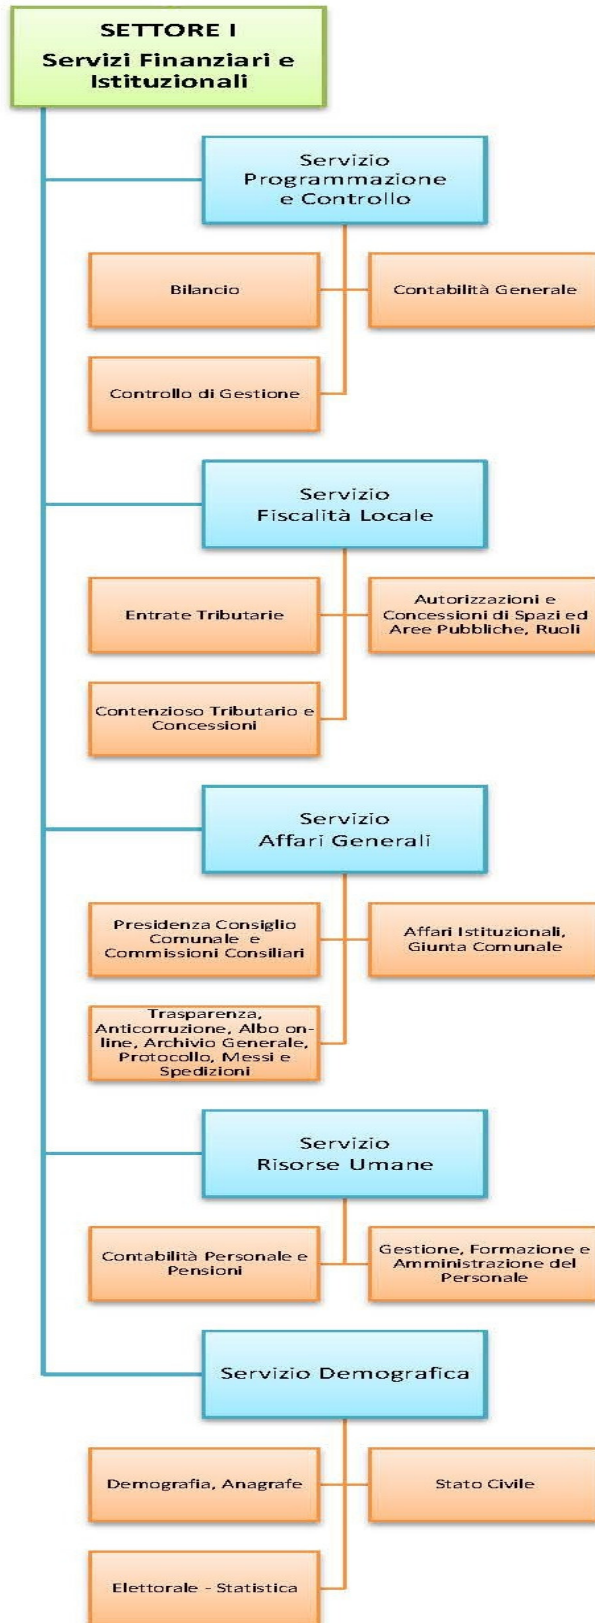 SETTORE I
Servizi Finanziari e
Istituzionali
Servizio
Programmazione
e Controllo
Bilancio
Contabilità Generale
Controllo di Gestione
Servizio
Fiscalità Locale
Entrate Tributarie
Autorizzazioni e
Concessioni di Spazi ed
Aree Pubbliche, Ruoli
Contenzioso Tributario e
Concessioni
Servizio
Affari Generali
Presidenza Consiglio
Comunale e
Commissioni Consiliari
Affari Istituzionali,
Giunta Comunale
Trasparenza,
Anticorruzione, Albo on-
line, Archivio Generale,
Protocollo, Messi e
Spedizioni
Servizio
Risorse Umane
Contabilità Personale e
Pensioni
Gestione, Formazione e
Amministrazione del
Personale
Servizio Demografica
Demografia, Anagrafe
Stato Civile
Elettorale - Statistica